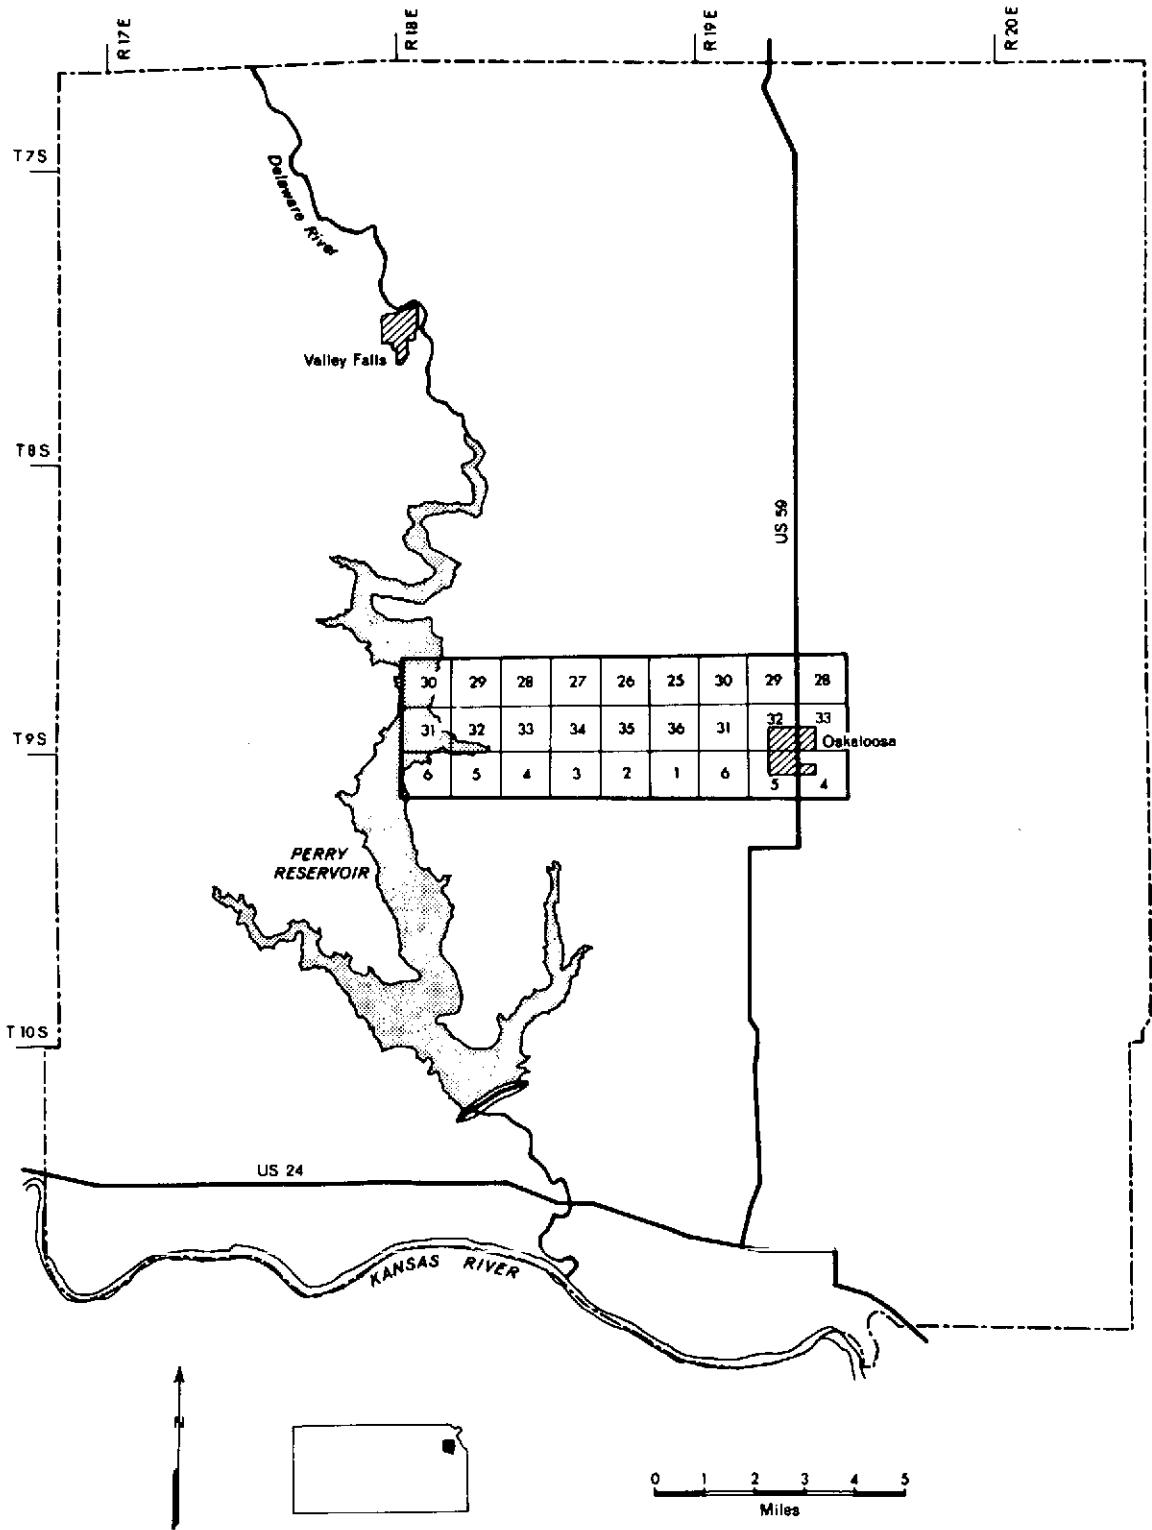 R17E
R18E
R19E
R20E
T7S
Delaware River
Valley Falls
T8S
US 59
30 29 28 27 26 25 30 29 28
31 32 33 34 35 36 31 32 33
T9S
Oskaloosa
6 5 4 3 2 1 6 5 4
PERRY
RESERVOIR
T10S
US 24
KANSAS RIVER
N
0 1 2 3 4 5
Miles